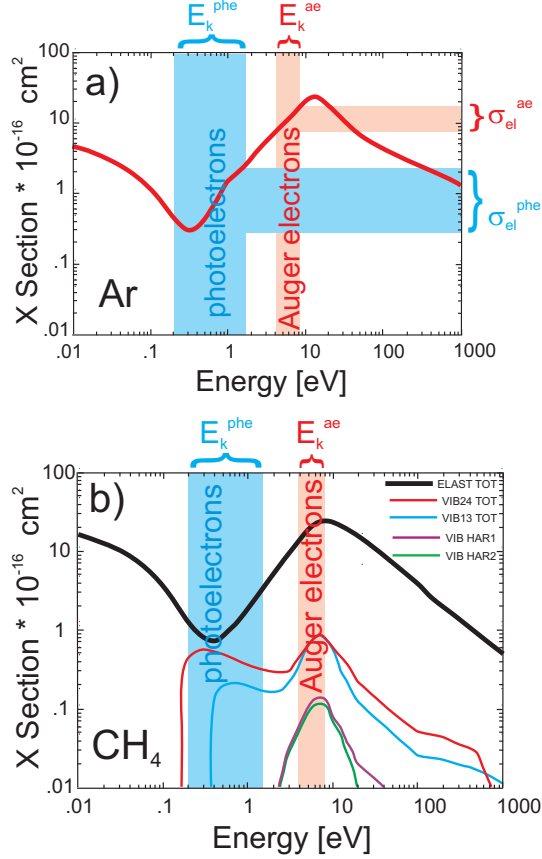 E_k^phe E_k^ae
a)
X Section * 10^-16 cm^2
100
10
1
.1
.01
photoelectrons
Auger electrons
σ_el^ae
σ_el^phe
Ar
.01 .1 1 10 100 1000
Energy [eV]
E_k^phe E_k^ae
b)
X Section * 10^-16 cm^2
100
10
1
0.1
.01
photoelectrons
Auger electrons
ELAST TOT
VIB24 TOT
VIB13 TOT
VIB HAR1
VIB HAR2
CH_4
.01 .1 1 10 100 1000
Energy [eV]